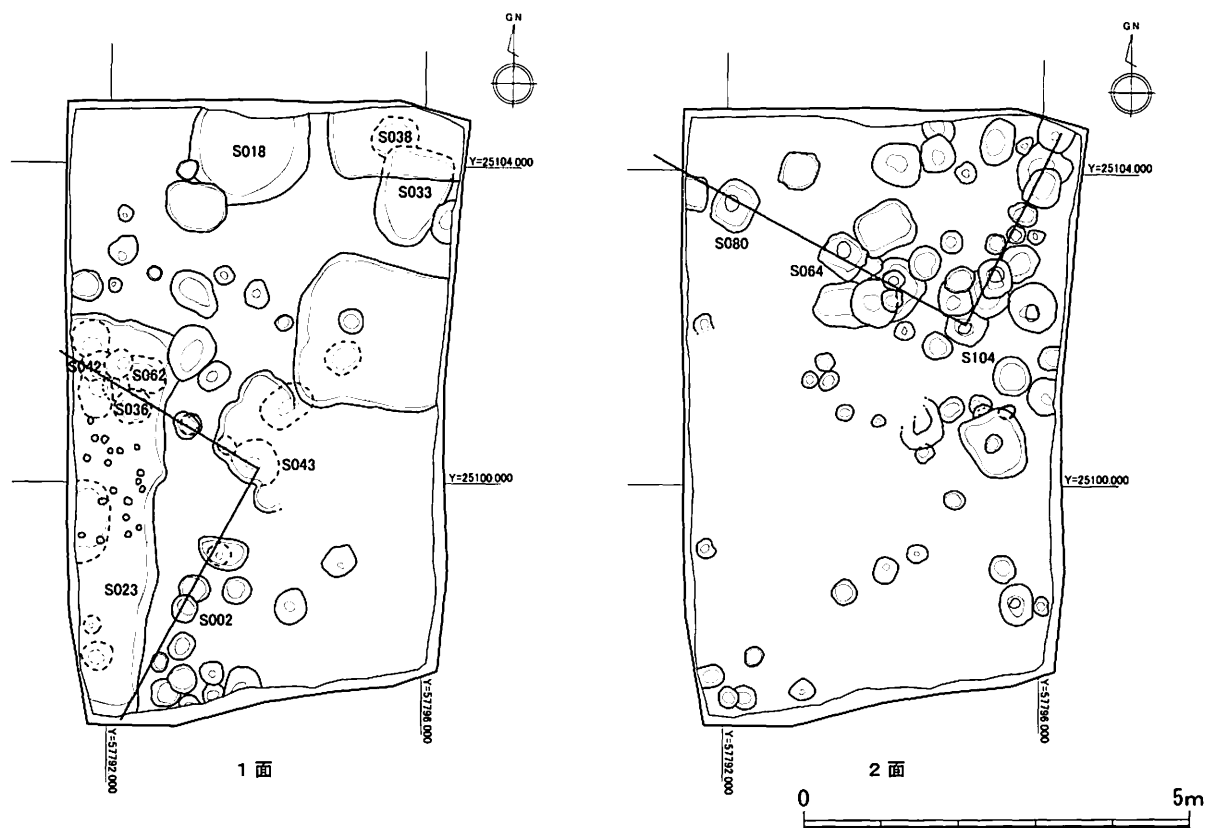 GN
S018
S038
S033
Y=25104.000
S042
S062
S036
S043
Y=25100.000
S023
S002
Y=57792.000
Y=57796.000
1面
GN
Y=25104.000
S080
S064
S104
Y=25100.000
Y=57792.000
Y=57796.000
2面
0 5m